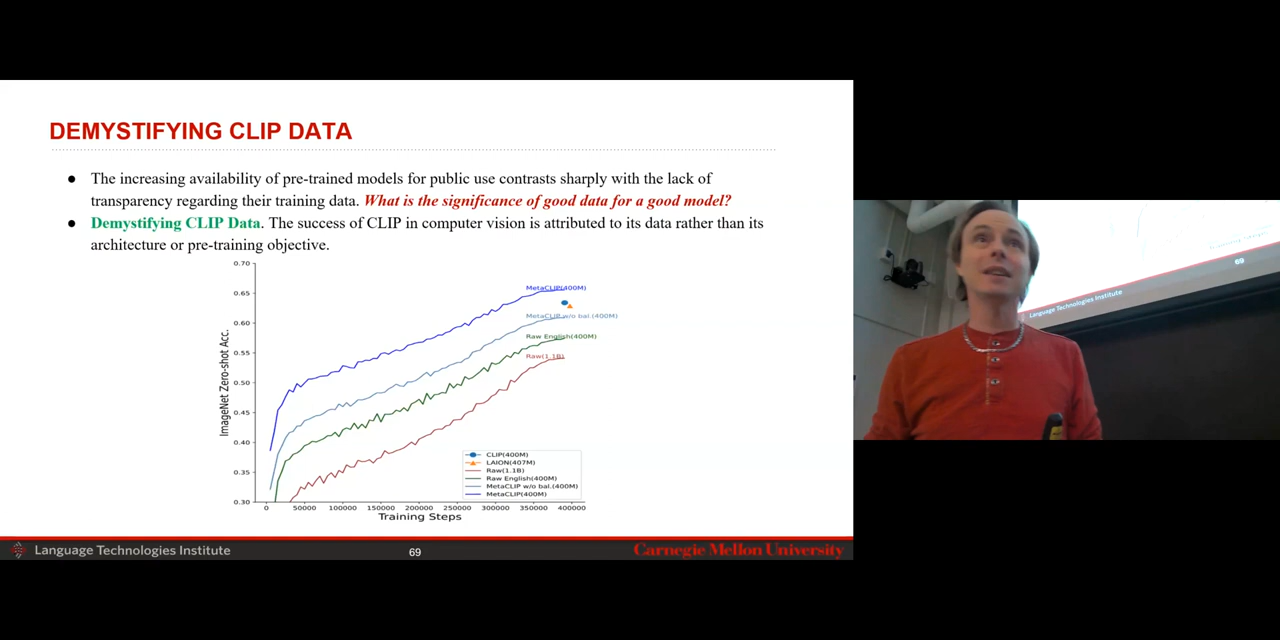 DEMYSTIFYING CLIP DATA
● The increasing availability of pre-trained models for public use contrasts sharply with the lack of
transparency regarding their training data. What is the significance of good data for a good model?
● Demystifying CLIP Data. The success of CLIP in computer vision is attributed to its data rather than its
architecture or pre-training objective.
0.70
0.65
0.60
0.55
0.50
0.45
0.40
0.35
0.30
ImageNet Zero-shot Acc.
MetaCLIP(400M)
MetaCLIP w/o bal.(400M)
Raw English(400M)
Raw(1.1B)
CLIP(400M)
LAION(407M)
Raw(1.1B)
Raw English(400M)
MetaCLIP w/o bal.(400M)
MetaCLIP(400M)
0 50000 100000 150000 200000 250000 300000 350000 400000
Training Steps
Language Technologies Institute 69 Carnegie Mellon University
69
Language Technologies Institute